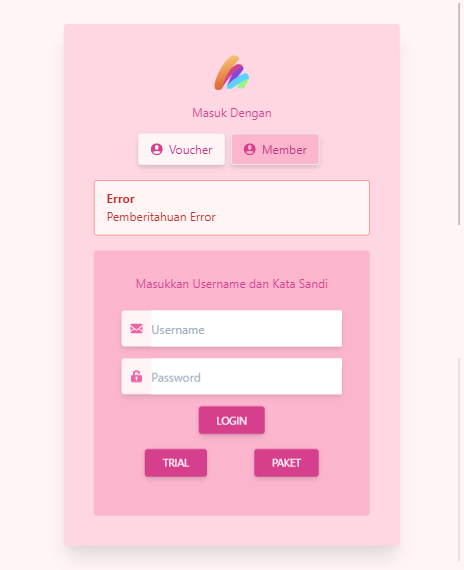 Masuk Dengan
Voucher
Member
Error
Pemberitahuan Error
Masukkan Username dan Kata Sandi
Username
Password
LOGIN
TRIAL
PAKET